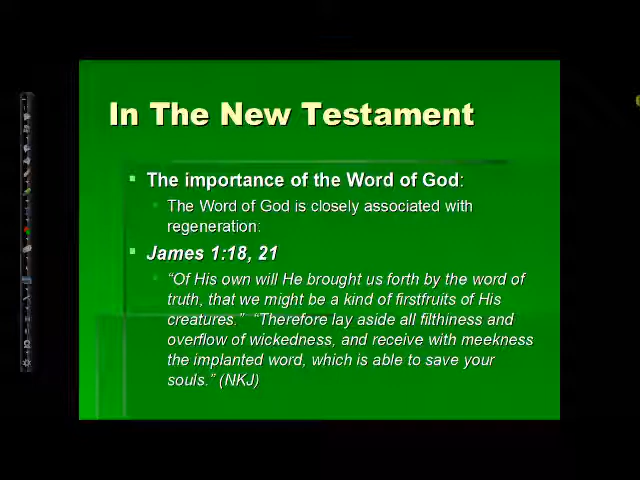 In The New Testament
The importance of the Word of God:
The Word of God is closely associated with
regeneration:
James 1:18, 21
“Of His own will He brought us forth by the word of
truth, that we might be a kind of firstfruits of His
creatures.” “Therefore lay aside all filthiness and
overflow of wickedness, and receive with meekness
the implanted word, which is able to save your
souls.” (NKJ)